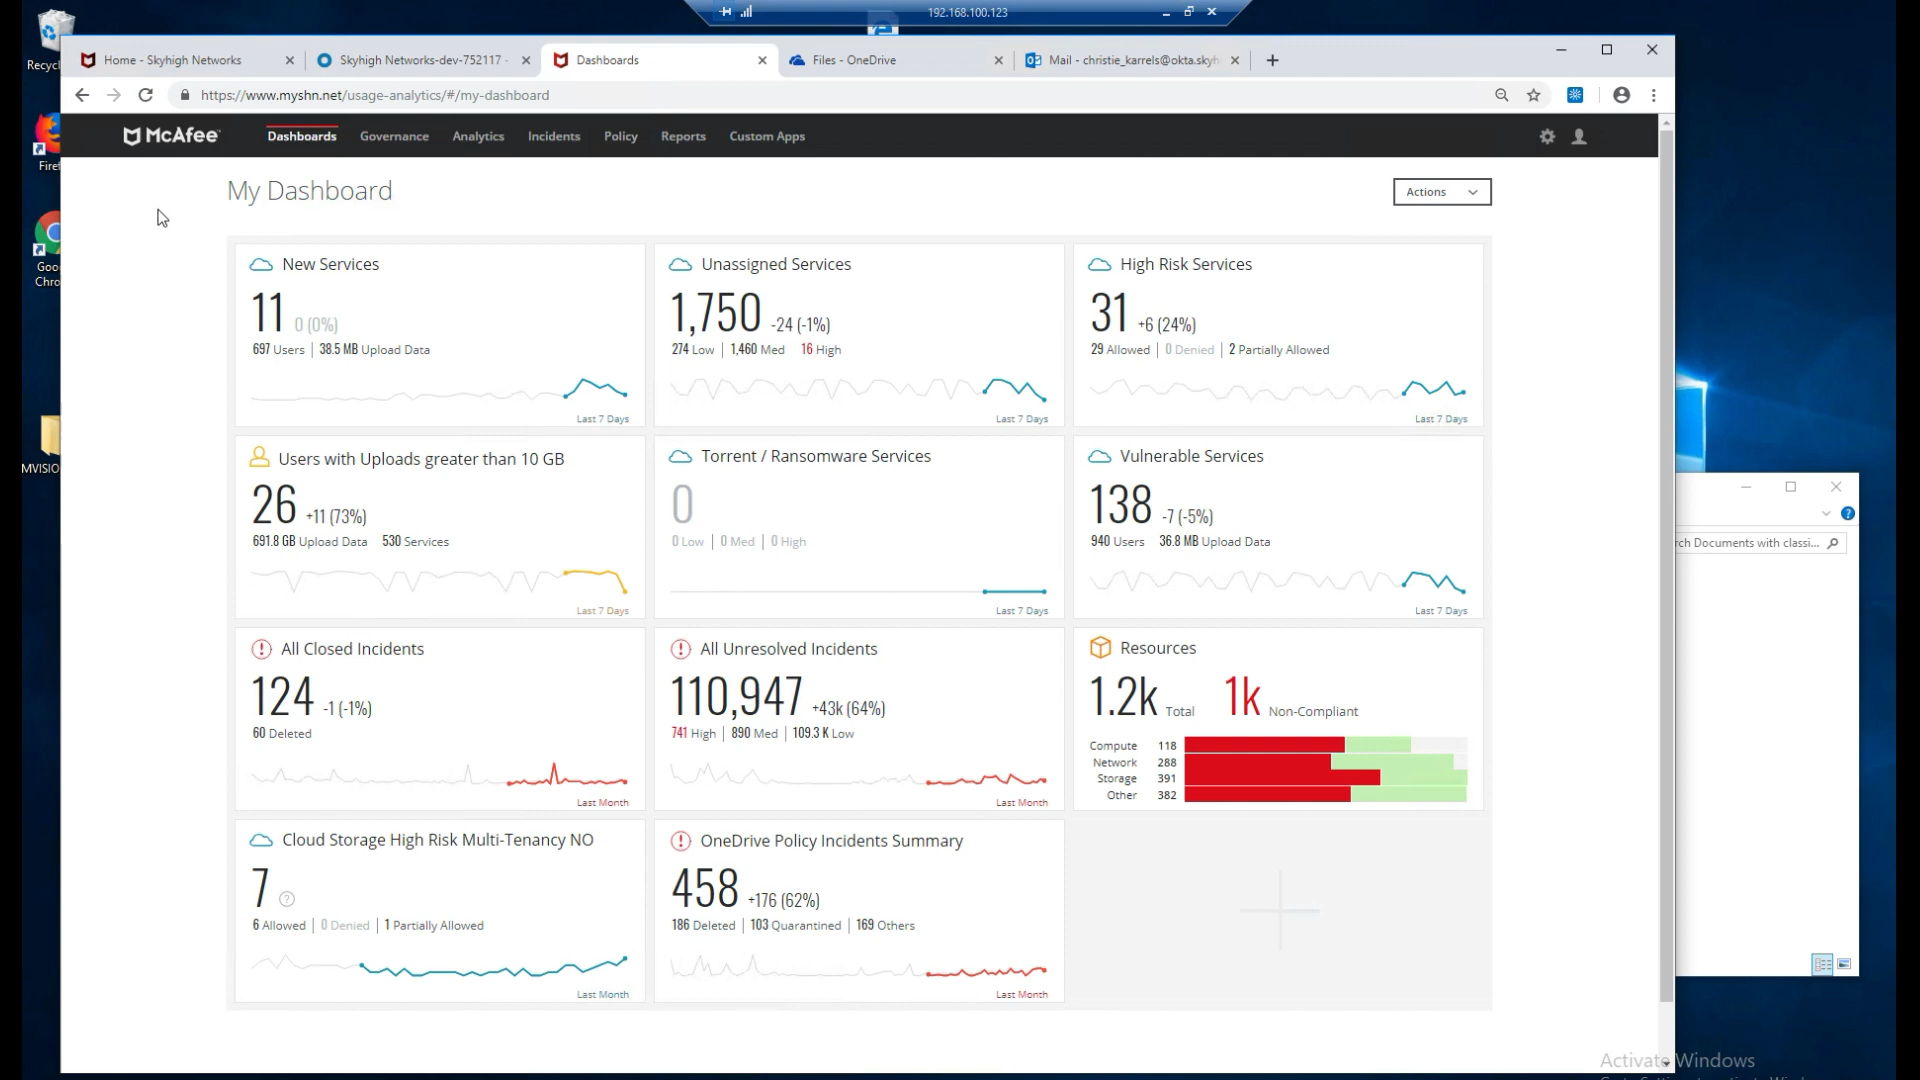 192.168.100.123
Recyc
Home - Skyhigh Networks
Skyhigh Networks-dev-752117 -
Dashboards
Files - OneDrive
Mail - christie_karrels@okta.skyh
https://www.myshn.net/usage-analytics/#/my-dashboard
McAfee
Dashboards
Governance
Analytics
Incidents
Policy
Reports
Custom Apps
Firef
Goo
Chro
MVISIO
My Dashboard
Actions
New Services
11 0 (0%)
697 Users | 38.5 MB Upload Data
Last 7 Days
Unassigned Services
1,750 -24 (-1%)
274 Low | 1,460 Med 16 High
Last 7 Days
High Risk Services
31 +6 (24%)
29 Allowed | 0 Denied | 2 Partially Allowed
Last 7 Days
Users with Uploads greater than 10 GB
26 +11 (73%)
691.8 GB Upload Data 530 Services
Last 7 Days
Torrent / Ransomware Services
0
0 Low | 0 Med | 0 High
Last 7 Days
Vulnerable Services
138 -7 (-5%)
940 Users 36.8 MB Upload Data
Last 7 Days
All Closed Incidents
124 -1 (-1%)
60 Deleted
Last Month
All Unresolved Incidents
110,947 +43k (64%)
741 High | 890 Med | 109.3 K Low
Last Month
Resources
1.2k Total 1k Non-Compliant
Compute 118
Network 288
Storage 391
Other 382
Cloud Storage High Risk Multi-Tenancy NO
7
6 Allowed | 0 Denied | 1 Partially Allowed
Last Month
OneDrive Policy Incidents Summary
458 +176 (62%)
186 Deleted | 103 Quarantined | 169 Others
Last Month
rch Documents with classi...
Activate Windows